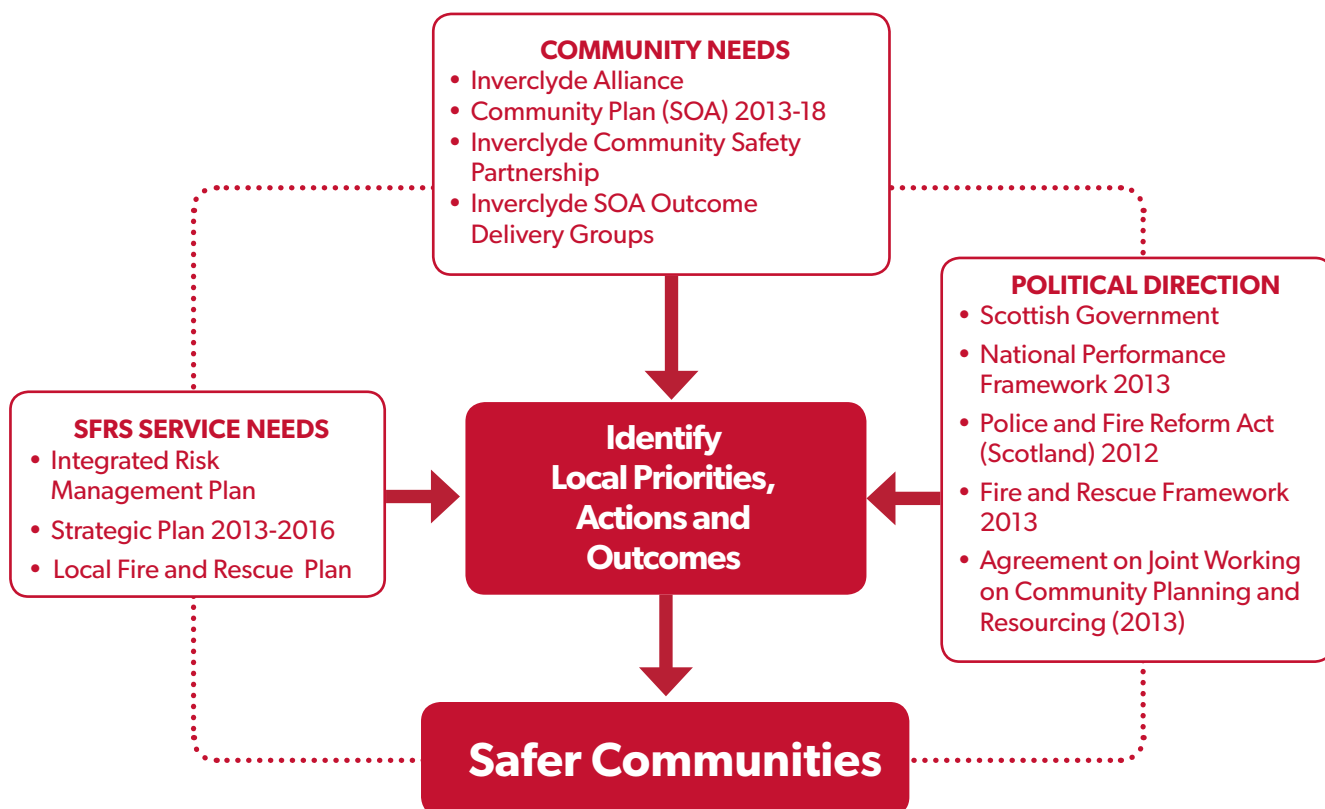 COMMUNITY NEEDS
• Inverclyde Alliance
• Community Plan (SOA) 2013-18
• Inverclyde Community Safety
Partnership
• Inverclyde SOA Outcome
Delivery Groups
POLITICAL DIRECTION
• Scottish Government
• National Performance
Framework 2013
• Police and Fire Reform Act
(Scotland) 2012
• Fire and Rescue Framework
2013
• Agreement on Joint Working
on Community Planning and
Resourcing (2013)
SFRS SERVICE NEEDS
• Integrated Risk
Management Plan
• Strategic Plan 2013-2016
• Local Fire and Rescue Plan
Identify
Local Priorities,
Actions and
Outcomes
Safer Communities